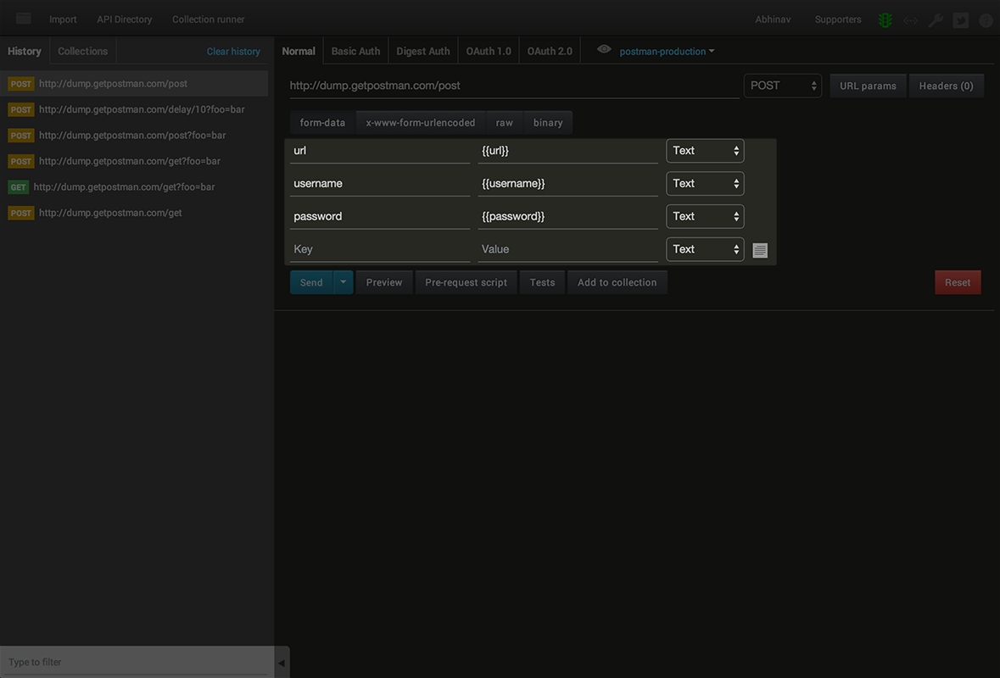 Import API Directory Collection runner Abhinav Supporters
History Collections Clear history
POST http://dump.getpostman.com/post
POST http://dump.getpostman.com/delay/10?foo=bar
POST http://dump.getpostman.com/post?foo=bar
POST http://dump.getpostman.com/get?foo=bar
GET http://dump.getpostman.com/get?foo=bar
POST http://dump.getpostman.com/get
Type to filter
Normal Basic Auth Digest Auth OAuth 1.0 OAuth 2.0 postman-production
http://dump.getpostman.com/post POST URL params Headers (0)
form-data x-www-form-urlencoded raw binary
url {{url}} Text
username {{username}} Text
password {{password}} Text
Key Value Text
Send Preview Pre-request script Tests Add to collection Reset